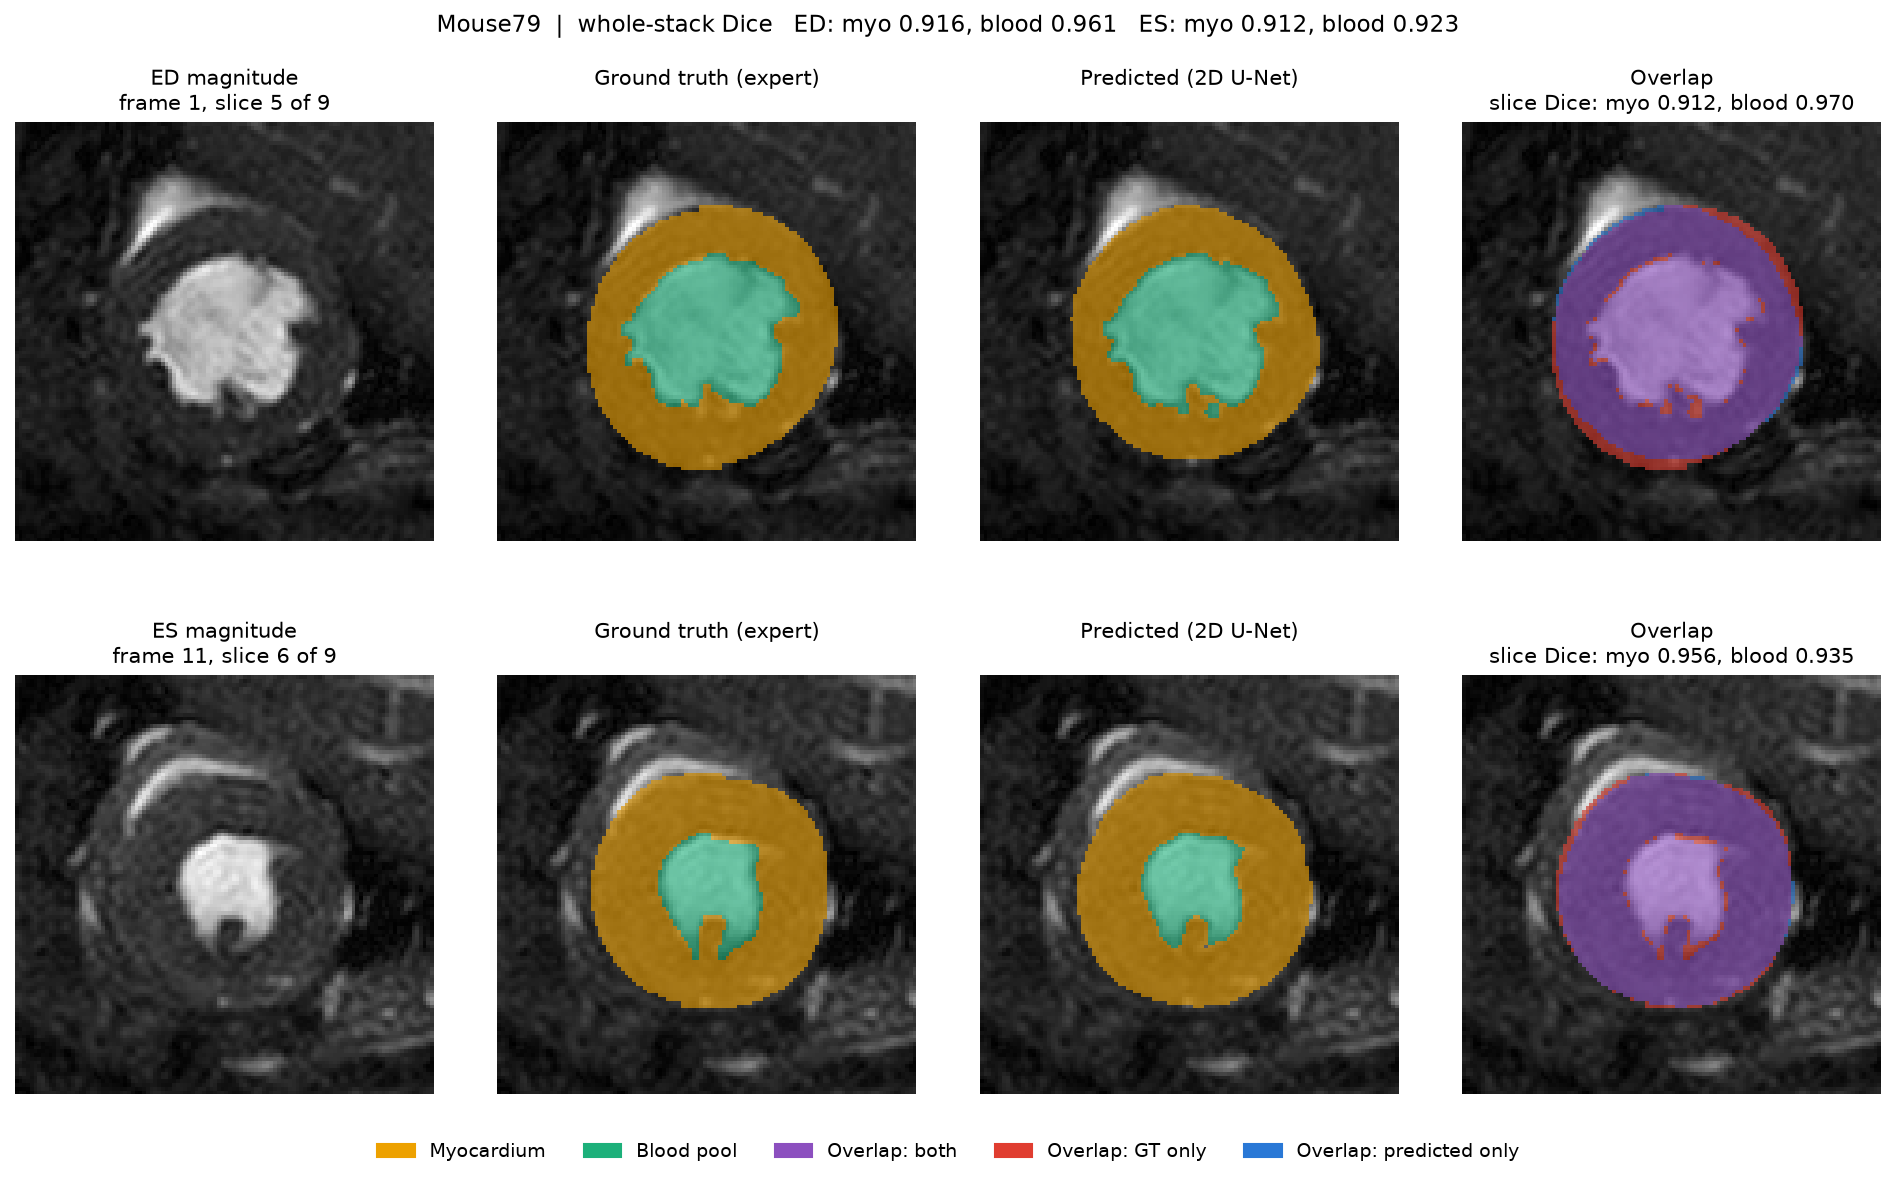 Mouse79  |  whole-stack Dice   ED: myo 0.916, blood 0.961   ES: myo 0.912, blood 0.923
ED magnitude
frame 1, slice 5 of 9
Ground truth (expert)
Predicted (2D U-Net)
Overlap
slice Dice: myo 0.912, blood 0.970
ES magnitude
frame 11, slice 6 of 9
Ground truth (expert)
Predicted (2D U-Net)
Overlap
slice Dice: myo 0.956, blood 0.935
Myocardium
Blood pool
Overlap: both
Overlap: GT only
Overlap: predicted only